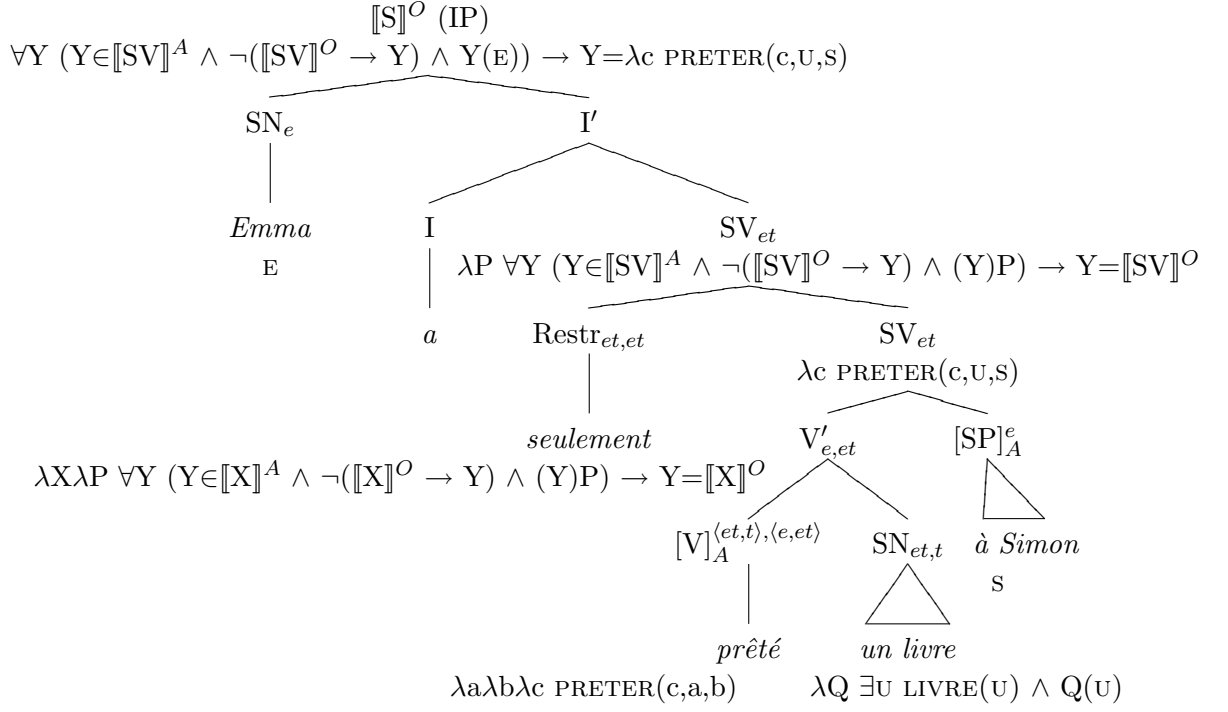 ⟦S⟧^O (IP)
∀Y (Y∈⟦SV⟧^A ∧ ¬(⟦SV⟧^O → Y) ∧ Y(E)) → Y=λc PRETER(c,U,S)
SN_e I′
Emma I SV_et
E λP ∀Y (Y∈⟦SV⟧^A ∧ ¬(⟦SV⟧^O → Y) ∧ (Y)P) → Y=⟦SV⟧^O
a Restr_et,et SV_et
λc PRETER(c,U,S)
seulement V′_e,et [SP]^e_A
λXλP ∀Y (Y∈⟦X⟧^A ∧ ¬(⟦X⟧^O → Y) ∧ (Y)P) → Y=⟦X⟧^O
[V]^⟨et,t⟩,⟨e,et⟩_A SN_et,t à Simon
S
prêté un livre
λaλbλc PRETER(c,a,b) λQ ∃U LIVRE(U) ∧ Q(U)